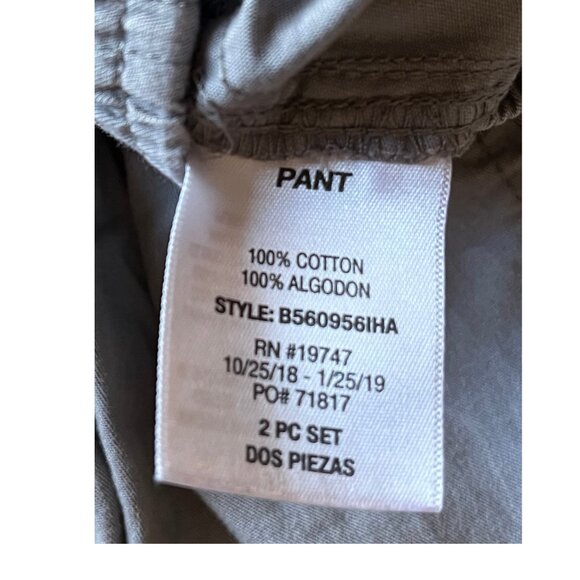 PANT
100% COTTON
100% ALGODON
STYLE: B560956IHA
RN #19747
10/25/18 - 1/25/19
PO# 71817
2 PC SET
DOS PIEZAS